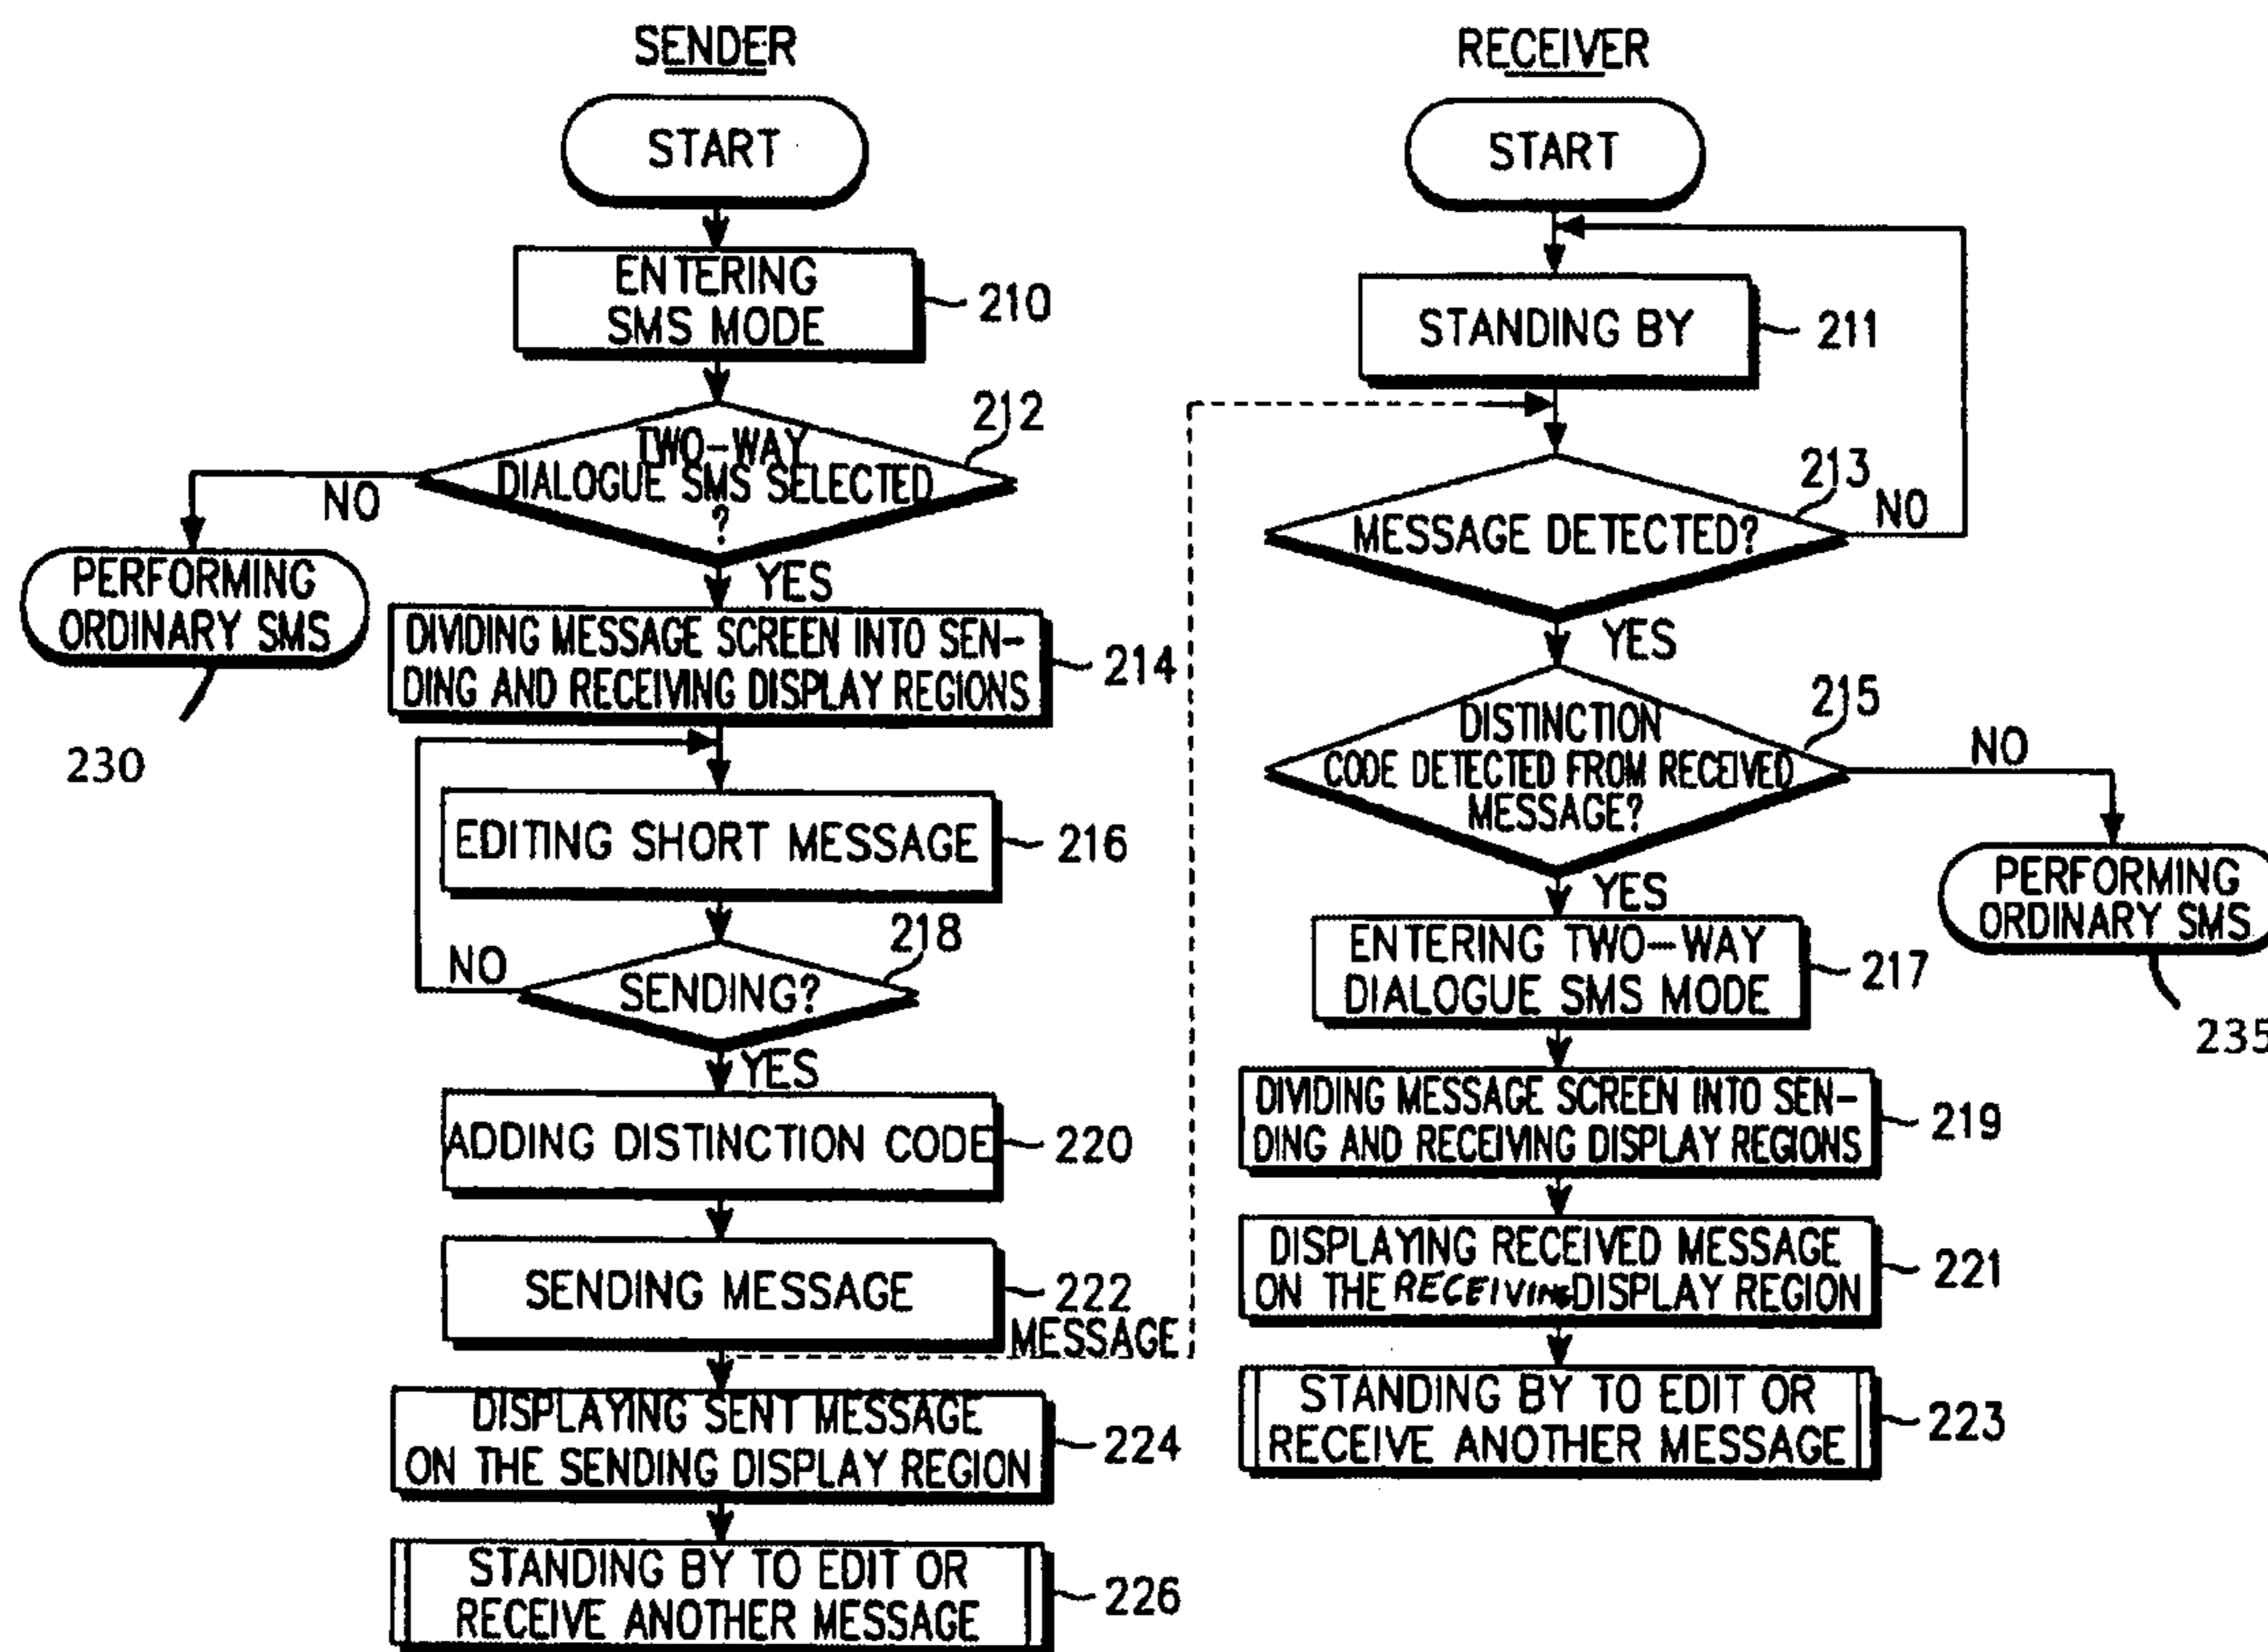 SENDER
START
ENTERING
SMS MODE
210
212
TWO-WAY
DIALOGUE SMS SELECTED
?
NO
YES
PERFORMING
ORDINARY SMS
230
DIVIDING MESSAGE SCREEN INTO SEN-
DING AND RECEIVING DISPLAY REGIONS
214
EDITING SHORT MESSAGE
216
218
NO
SENDING?
YES
ADDING DISTINCTION CODE
220
SENDING MESSAGE
222
MESSAGE
DISPLAYING SENT MESSAGE
ON THE SENDING DISPLAY REGION
224
STANDING BY TO EDIT OR
RECEIVE ANOTHER MESSAGE
226
RECEIVER
START
STANDING BY
211
213
MESSAGE DETECTED?
NO
YES
215
DISTINCTION
CODE DETECTED FROM RECEIVED
MESSAGE?
NO
YES
PERFORMING
ORDINARY SMS
235
ENTERING TWO-WAY
DIALOGUE SMS MODE
217
DIVIDING MESSAGE SCREEN INTO SEN-
DING AND RECEIVING DISPLAY REGIONS
219
DISPLAYING RECEIVED MESSAGE
ON THE RECEIVING DISPLAY REGION
221
STANDING BY TO EDIT OR
RECEIVE ANOTHER MESSAGE
223